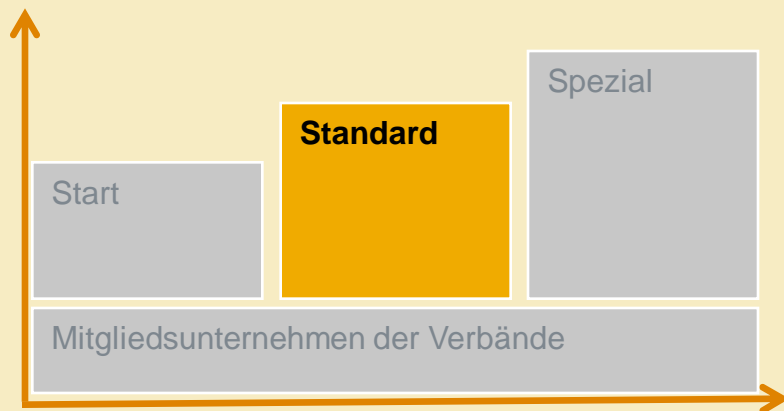 Spezial
Standard
Start
Mitgliedsunternehmen der Verbände